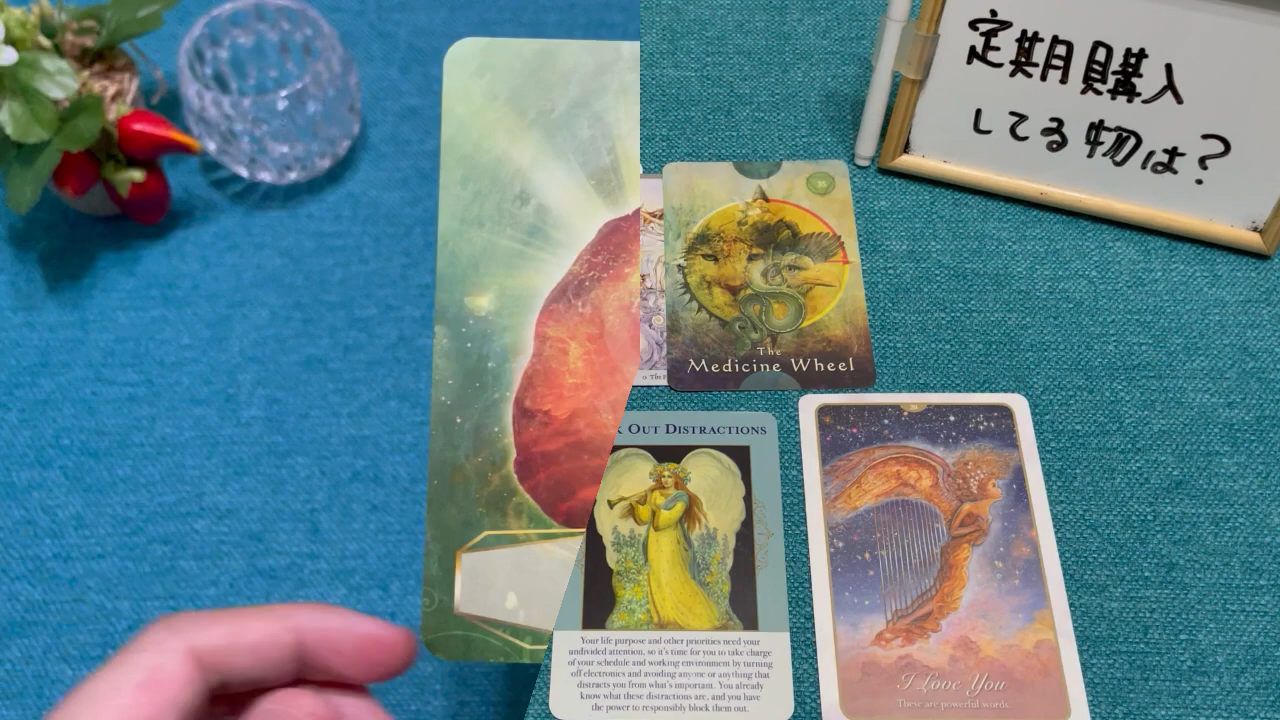 定期購入
してる物は？
The
Medicine Wheel
Out Distractions
Your life purpose and other priorities need your
undivided attention, so it's time for you to take charge
of your schedule and working environment by turning
off electronics and avoiding anyone or anything that
distracts you from what's important. You already
know what these distractions are, and you have
the power to responsibly block them out.
I Love You
These are powerful words.